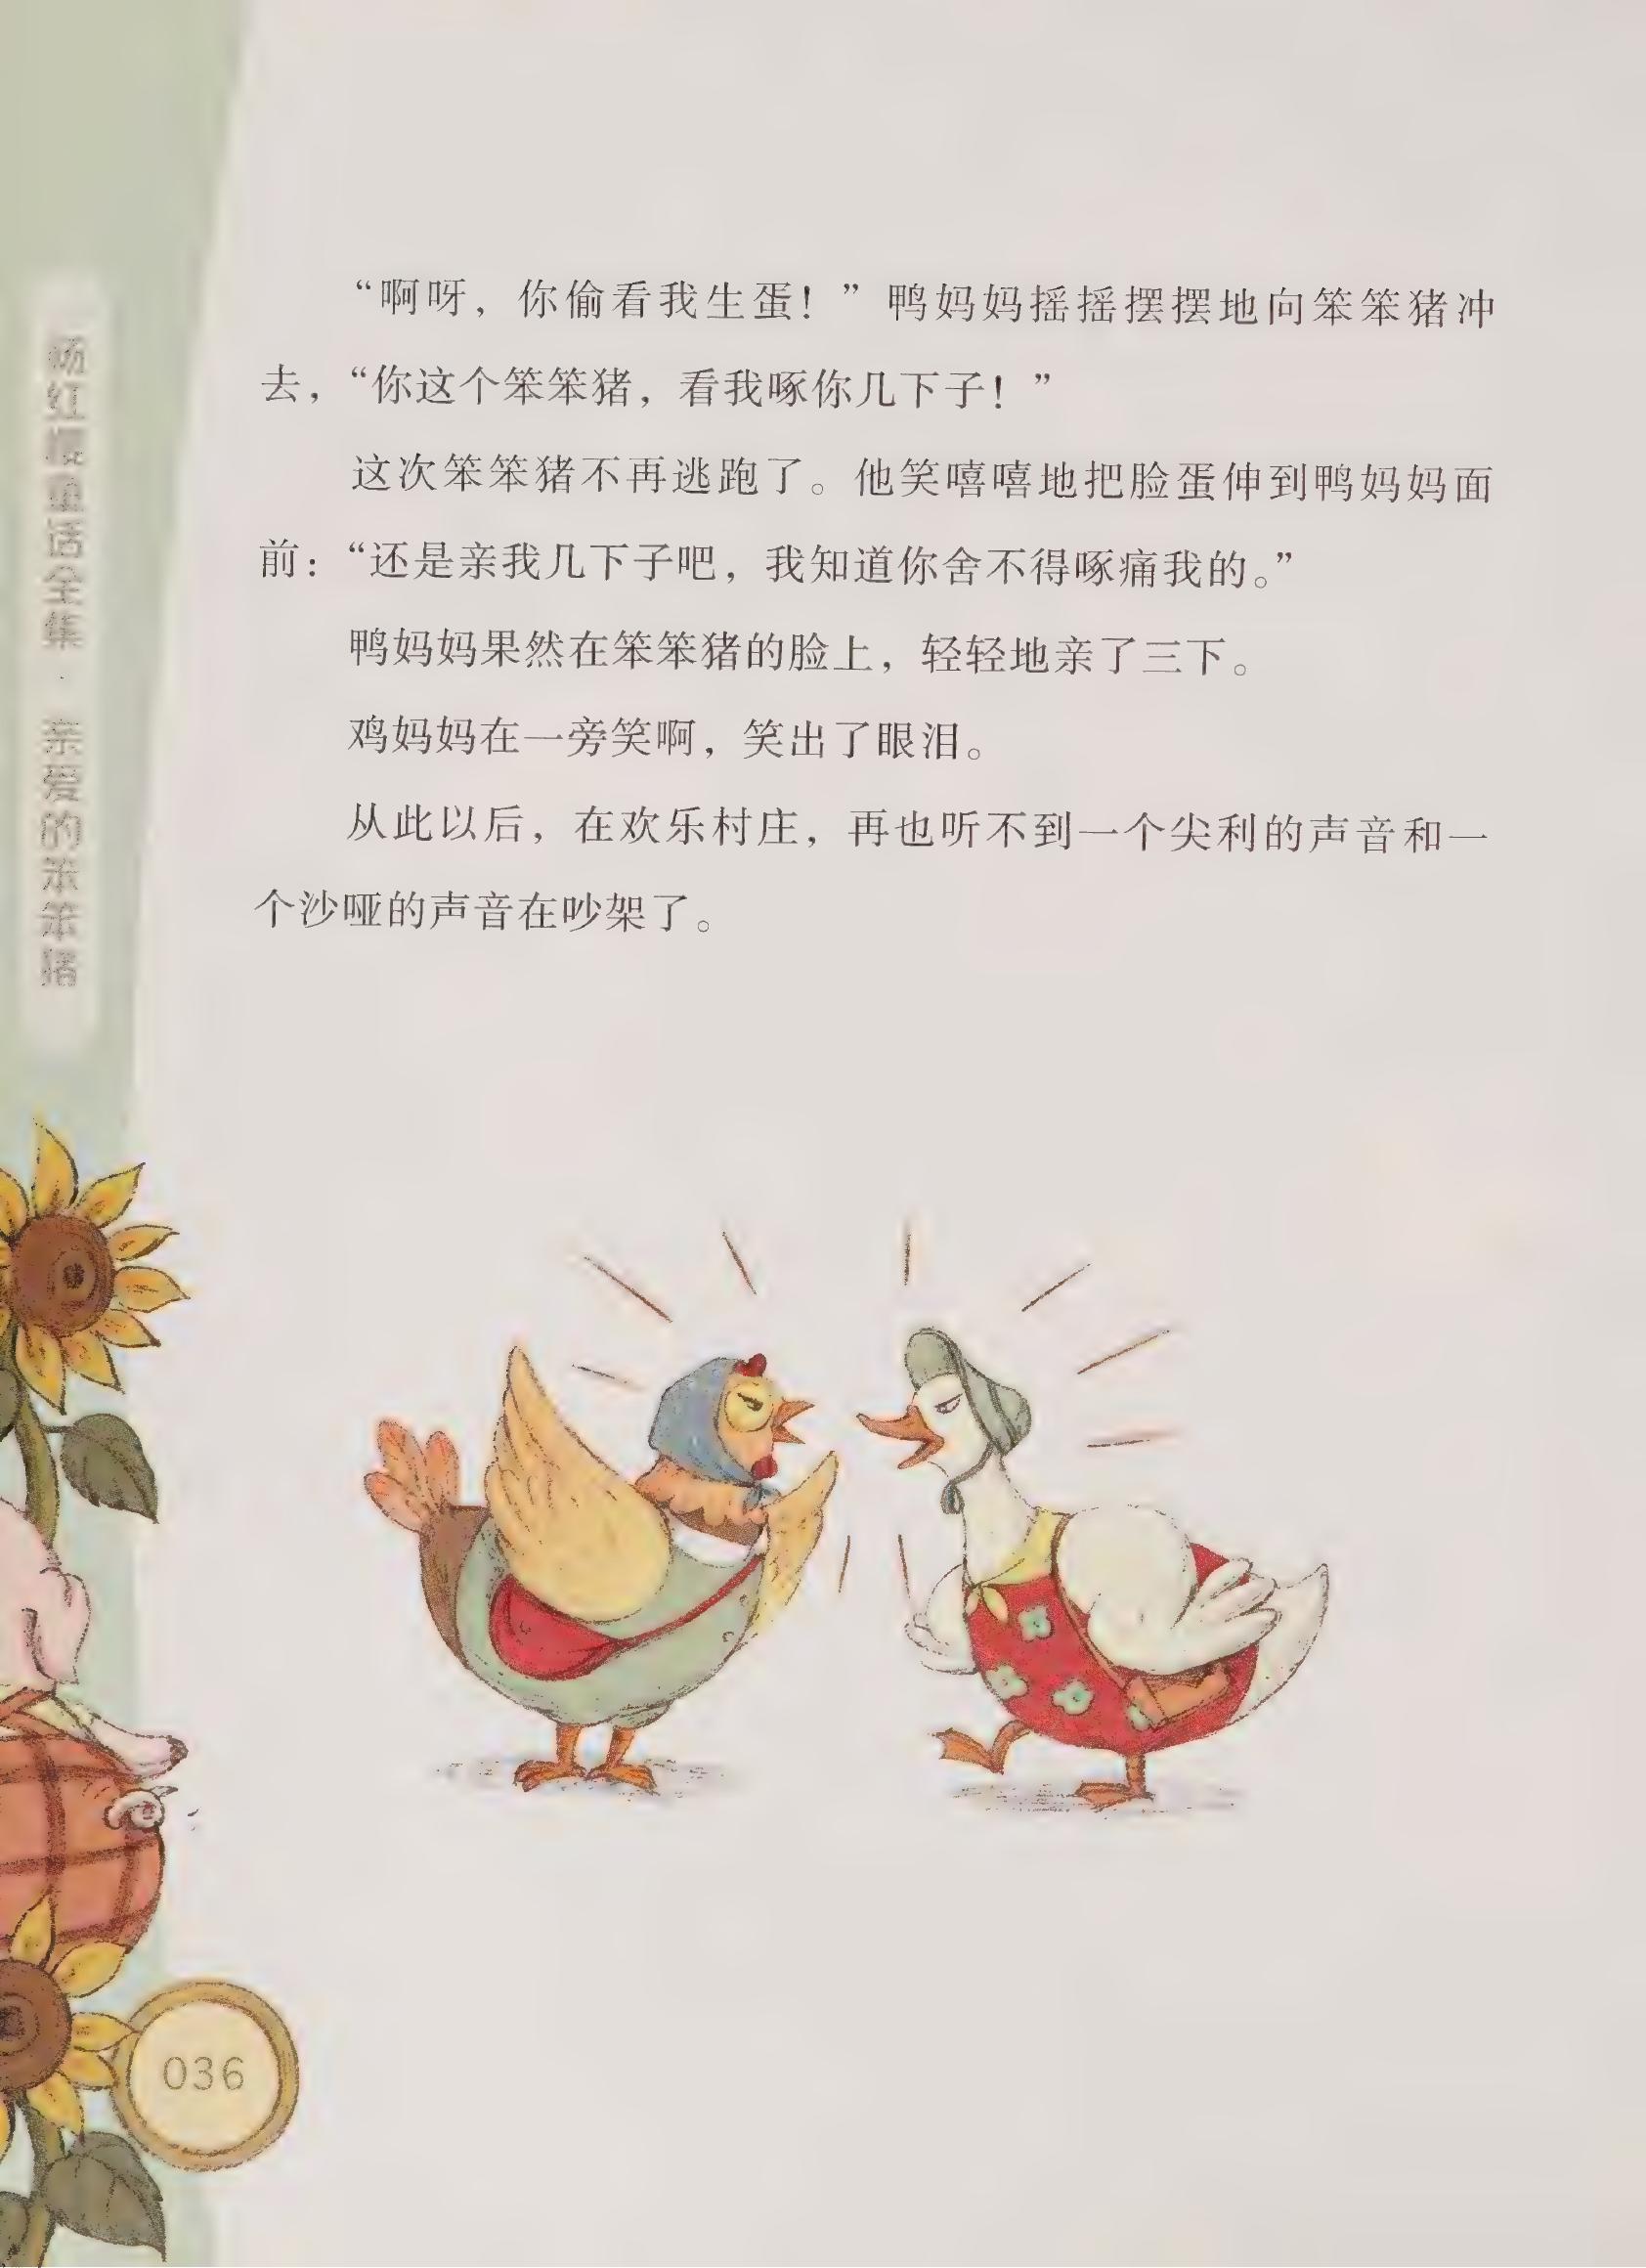 杨红樱童话全集·亲爱的笨笨猪
“啊呀，你偷看我生蛋！”鸭妈妈摇摇摆摆地向笨笨猪冲
去，“你这个笨笨猪，看我啄你几下子！”
这次笨笨猪不再逃跑了。他笑嘻嘻地把脸蛋伸到鸭妈妈面
前：“还是亲我几下子吧，我知道你舍不得啄痛我的。”
鸭妈妈果然在笨笨猪的脸上，轻轻地亲了三下。
鸡妈妈在一旁笑啊，笑出了眼泪。
从此以后，在欢乐村庄，再也听不到一个尖利的声音和一
个沙哑的声音在吵架了。
036